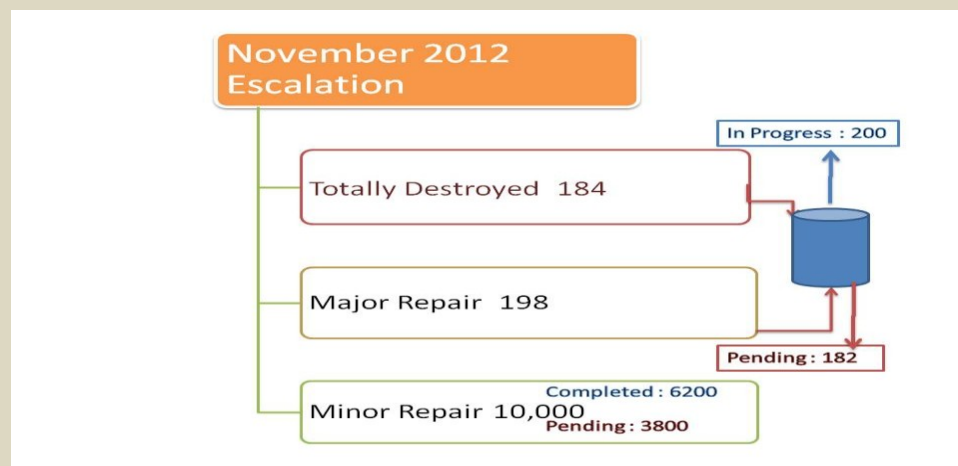 November 2012
Escalation
In Progress : 200
Totally Destroyed 184
Major Repair 198
Pending : 182
Completed : 6200
Minor Repair 10,000
Pending : 3800